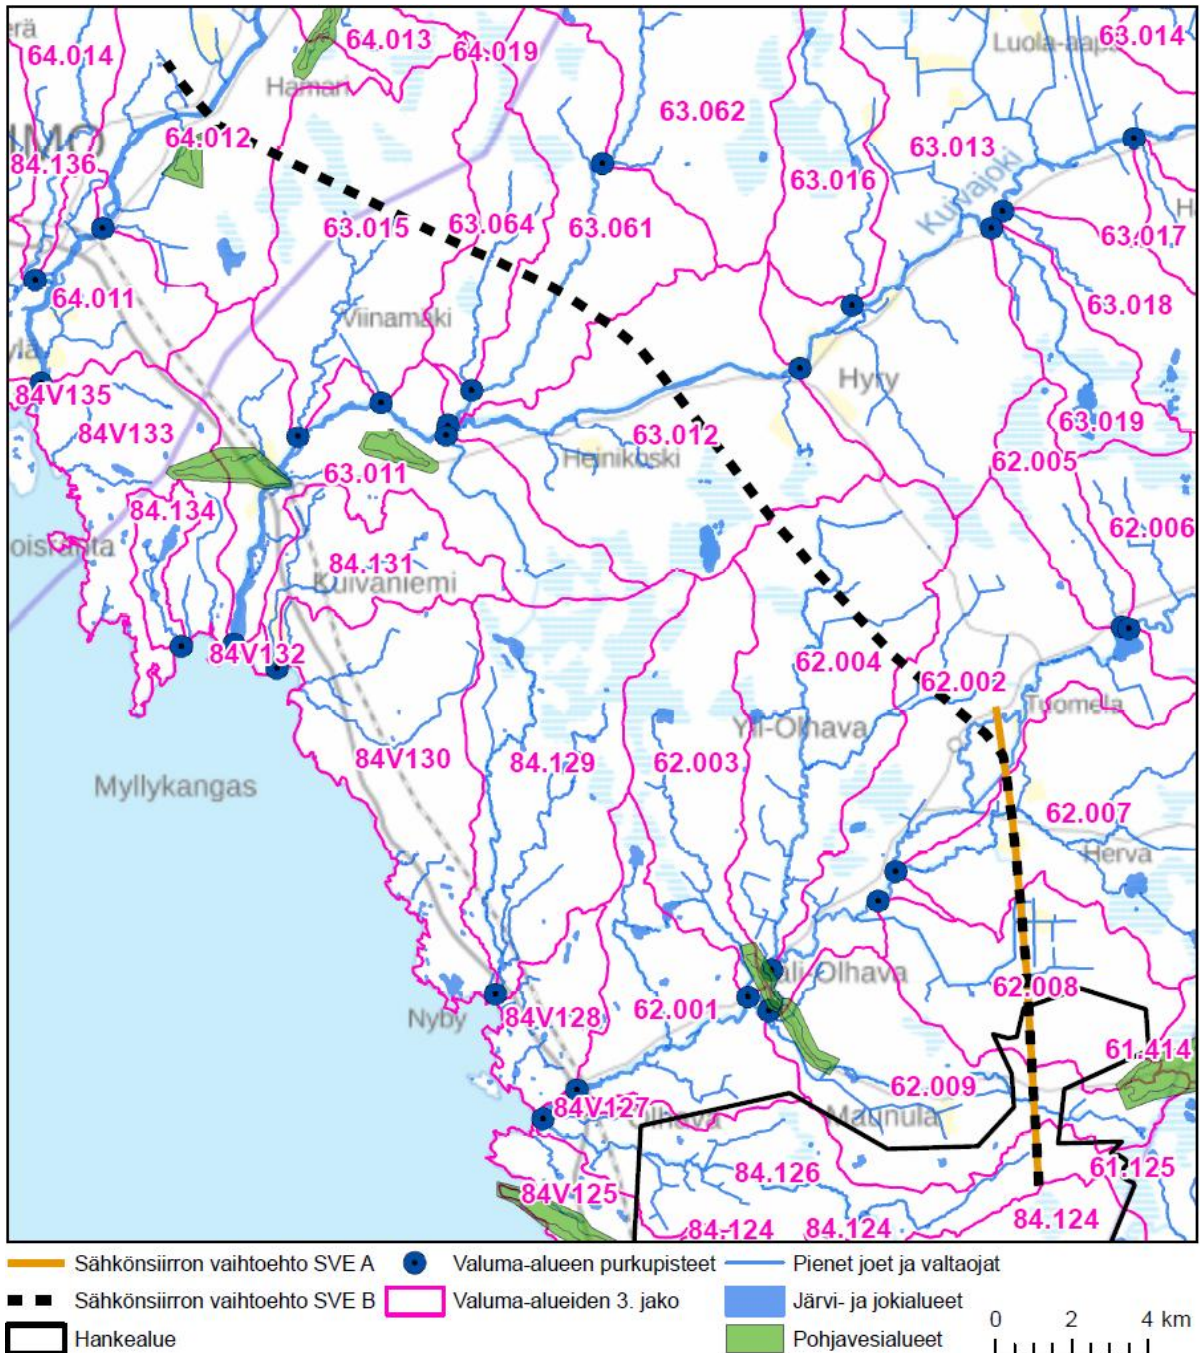 64.014
64.013
64.019
63.014
Luola-aapa
Hamari
63.062
64.012
63.013
84.136
63.016
Kuivajoki
63.015
63.064
63.061
63.017
64.011
63.018
Viinamäki
Hyry
84V135
84V133
63.012
63.019
Heinikoski
62.005
63.011
84.134
62.006
84.131
Kuivaniemi
84V132
62.004
62.002
Tuomela
Yli-Olhava
84V130
84.129
62.003
Myllykangas
62.007
Herva
62.008
62.001
Nyby
84V128
61.414
62.009
84V127
Maunula
84.126
61.125
84V125
84.124
84.124
84.124
Sähkönsiirron vaihtoehto SVE A
Valuma-alueen purkupisteet
Pienet joet ja valtaojat
Sähkönsiirron vaihtoehto SVE B
Valuma-alueiden 3. jako
Järvi- ja jokialueet
Hankealue
Pohjavesialueet
0 2 4 km